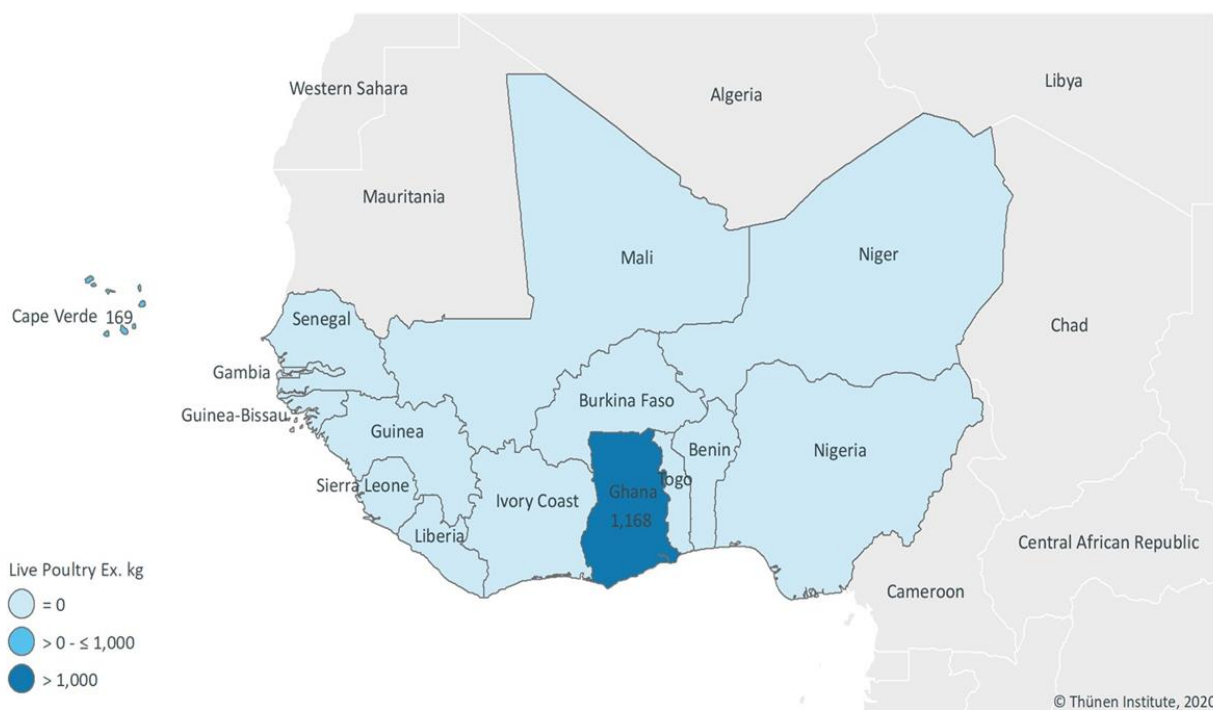 Western Sahara
Algeria
Libya
Mauritania
Mali
Niger
Cape Verde 169
Senegal
Chad
Gambia
Burkina Faso
Guinea-Bissau
Guinea
Benin
Nigeria
Sierra Leone
Ivory Coast
Ghana
1,168
Togo
Liberia
Central African Republic
Cameroon
Live Poultry Ex. kg
= 0
> 0 - ≤ 1,000
> 1,000
© Thünen Institute, 2020